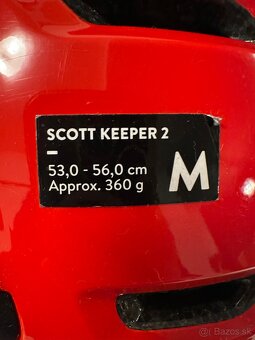 SCOTT KEEPER 2
–
53,0 - 56,0 cm
Approx. 360 g
M
© Bazos.sk